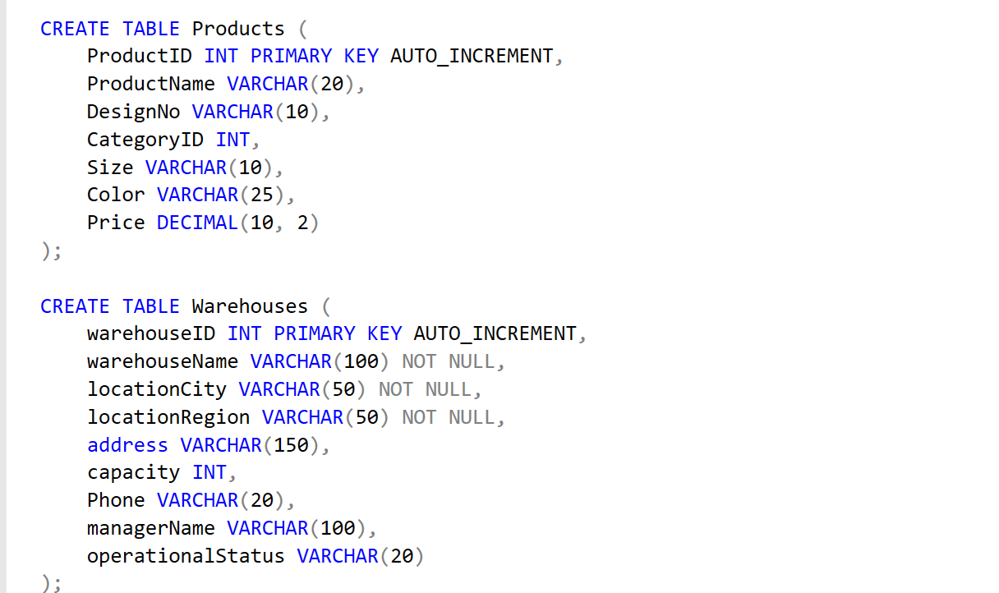 CREATE TABLE Products (
    ProductID INT PRIMARY KEY AUTO_INCREMENT,
    ProductName VARCHAR(20),
    DesignNo VARCHAR(10),
    CategoryID INT,
    Size VARCHAR(10),
    Color VARCHAR(25),
    Price DECIMAL(10, 2)
);

CREATE TABLE Warehouses (
    warehouseID INT PRIMARY KEY AUTO_INCREMENT,
    warehouseName VARCHAR(100) NOT NULL,
    locationCity VARCHAR(50) NOT NULL,
    locationRegion VARCHAR(50) NOT NULL,
    address VARCHAR(150),
    capacity INT,
    Phone VARCHAR(20),
    managerName VARCHAR(100),
    operationalStatus VARCHAR(20)
);